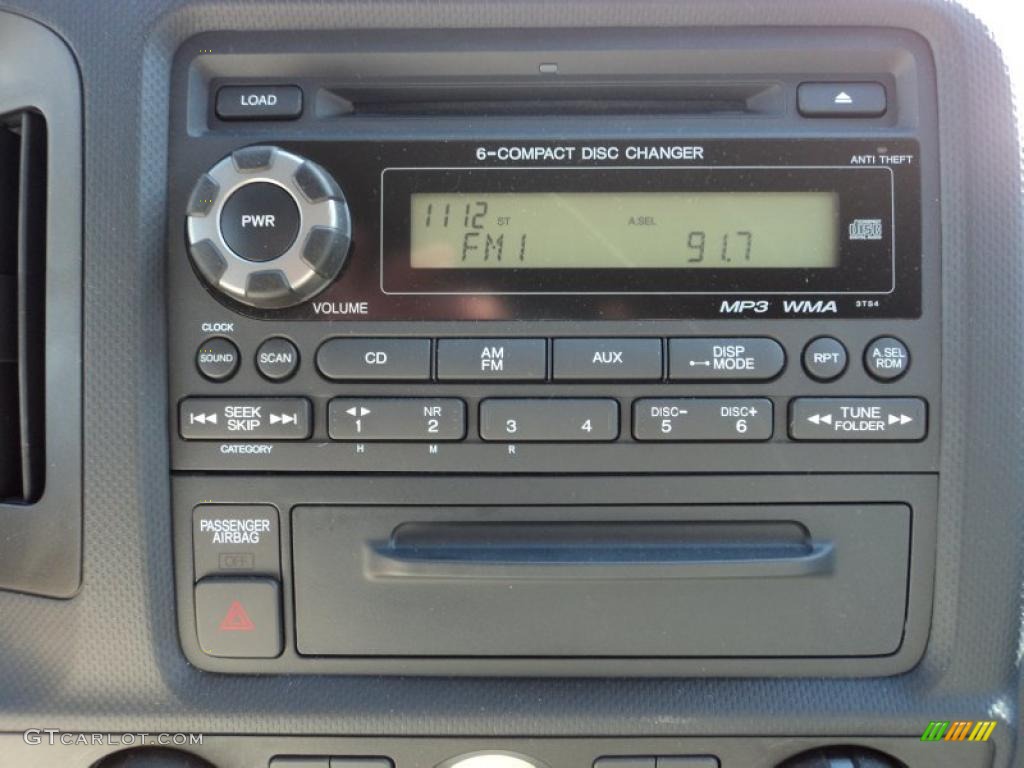 LOAD
6-COMPACT DISC CHANGER
ANTI THEFT
PWR
1112 ST A.SEL
FM1 91.7
VOLUME
MP3 WMA 3TS4
CLOCK
SOUND SCAN CD AM FM AUX DISP MODE RPT A.SEL RDM
SEEK SKIP 1 NR 2 3 4 DISC- 5 DISC+ 6 TUNE FOLDER
CATEGORY H M R
PASSENGER
AIRBAG
OFF
GTCARLOT.COM